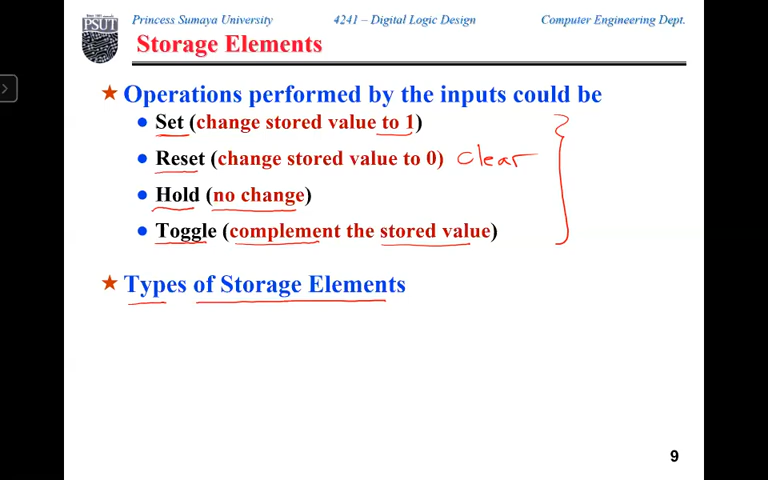 Princess Sumaya University 4241 – Digital Logic Design Computer Engineering Dept.
PSUT
Storage Elements
Operations performed by the inputs could be
Set (change stored value to 1)
Reset (change stored value to 0) clear
Hold (no change)
Toggle (complement the stored value)
Types of Storage Elements
9